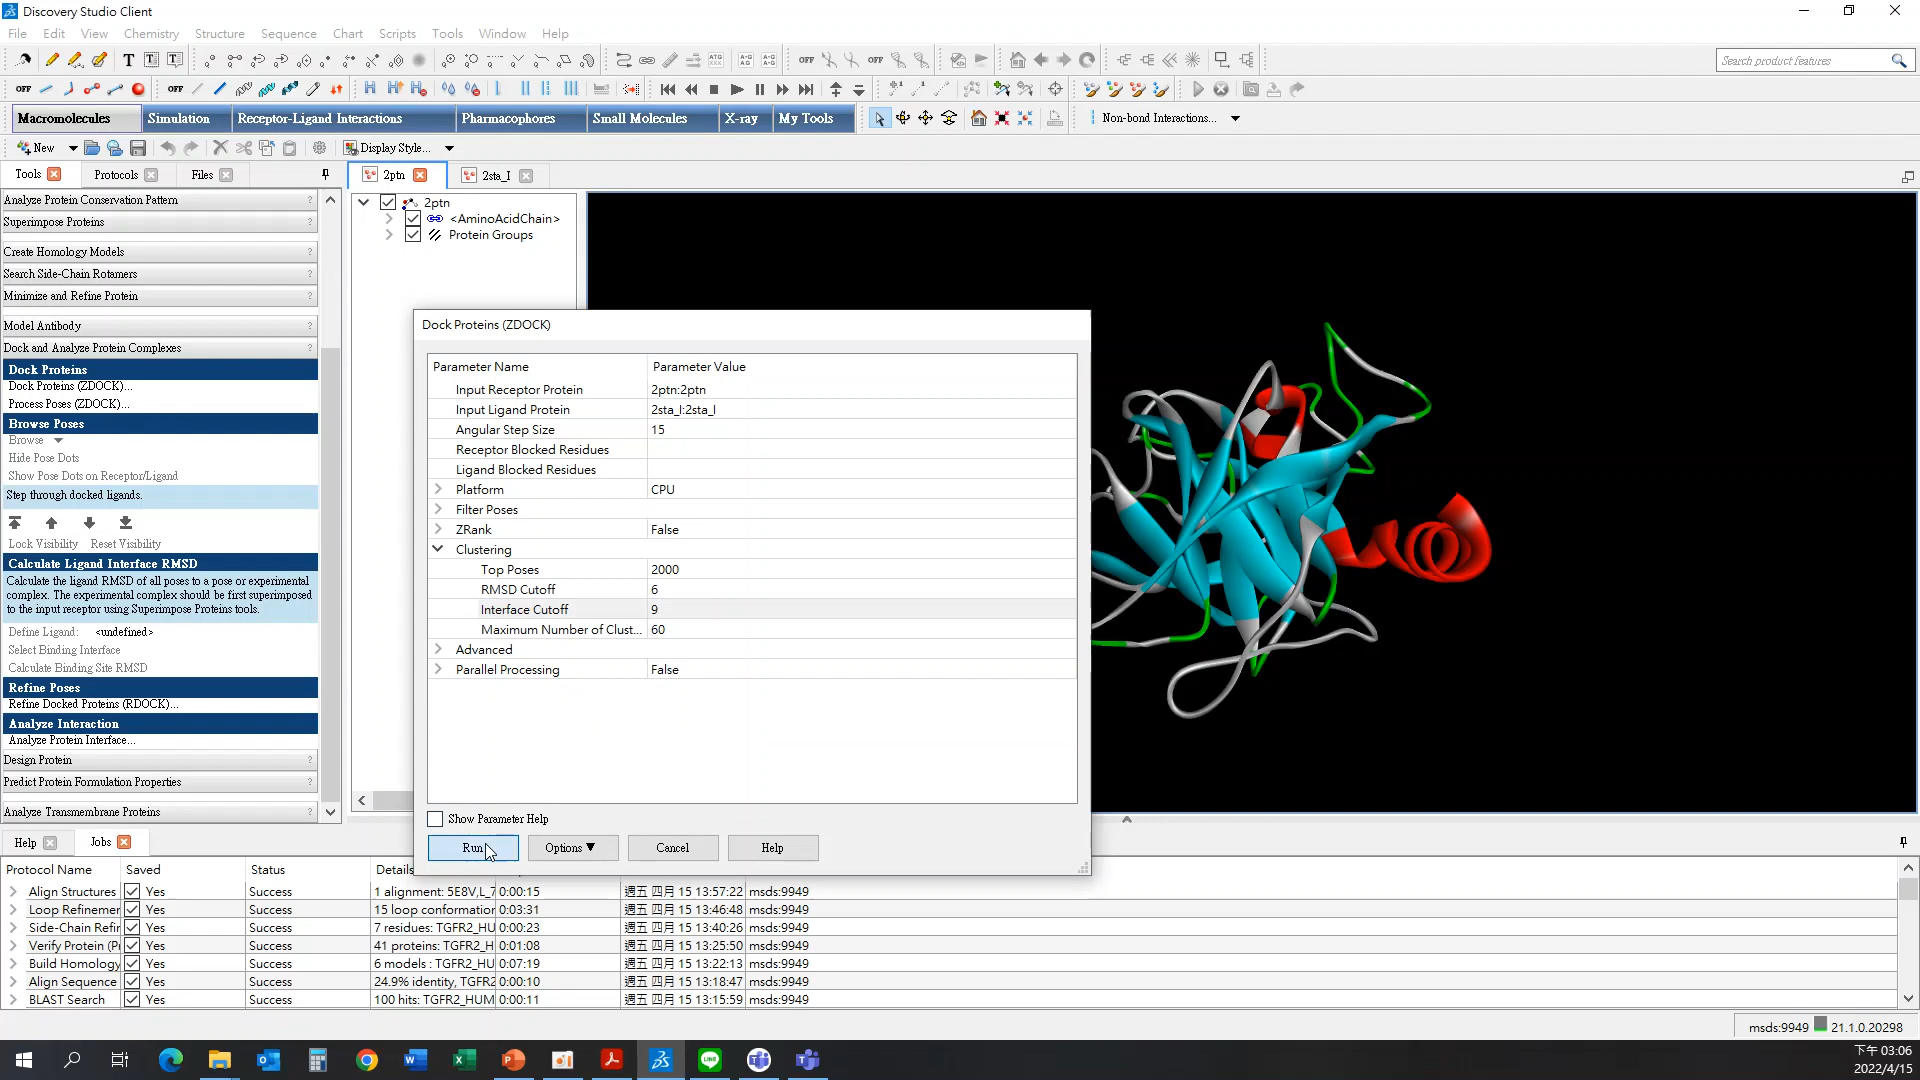 Discovery Studio Client
File Edit View Chemistry Structure Sequence Chart Scripts Tools Window Help
Search product features
Macromolecules Simulation Receptor-Ligand Interactions Pharmacophores Small Molecules X-ray My Tools
Non-bond Interactions...
New
Display Style...
Tools Protocols Files
2ptn 2sta_I
Analyze Protein Conservation Pattern
Superimpose Proteins
Create Homology Models
Search Side-Chain Rotamers
Minimize and Refine Protein
Model Antibody
Dock and Analyze Protein Complexes
Dock Proteins
Dock Proteins (ZDOCK)...
Process Poses (ZDOCK)...
Browse Poses
Browse
Hide Pose Dots
Show Pose Dots on Receptor/Ligand
Step through docked ligands.
Lock Visibility Reset Visibility
Calculate Ligand Interface RMSD
Calculate the ligand RMSD of all poses to a pose or experimental
complex. The experimental complex should be first superimposed
to the input receptor using Superimpose Proteins tools.
Define Ligand: <undefined>
Select Binding Interface
Calculate Binding Site RMSD
Refine Poses
Refine Docked Proteins (RDOCK)...
Analyze Interaction
Analyze Protein Interface...
Design Protein
Predict Protein Formulation Properties
Analyze Transmembrane Proteins
2ptn
<AminoAcidChain>
Protein Groups
Dock Proteins (ZDOCK)
Parameter Name Parameter Value
Input Receptor Protein 2ptn:2ptn
Input Ligand Protein 2sta_I:2sta_I
Angular Step Size 15
Receptor Blocked Residues
Ligand Blocked Residues
Platform CPU
Filter Poses
ZRank False
Clustering
Top Poses 2000
RMSD Cutoff 6
Interface Cutoff 9
Maximum Number of Clust... 60
Advanced
Parallel Processing False
Show Parameter Help
Run Options Cancel Help
Help Jobs
Protocol Name Saved Status Details
Align Structures Yes Success 1 alignment: 5E8V,L_7 0:00:15 週五 四月 15 13:57:22 msds:9949
Loop Refinemer Yes Success 15 loop conformation 0:03:31 週五 四月 15 13:46:48 msds:9949
Side-Chain Refir Yes Success 7 residues: TGFR2_HU 0:00:23 週五 四月 15 13:40:26 msds:9949
Verify Protein (Pr Yes Success 41 proteins: TGFR2_H 0:01:08 週五 四月 15 13:25:50 msds:9949
Build Homology Yes Success 6 models : TGFR2_HU 0:07:19 週五 四月 15 13:22:13 msds:9949
Align Sequence Yes Success 24.9% identity, TGFR2 0:00:10 週五 四月 15 13:18:47 msds:9949
BLAST Search Yes Success 100 hits: TGFR2_HUM 0:00:11 週五 四月 15 13:15:59 msds:9949
msds:9949 21.1.0.20298
下午 03:06
2022/4/15